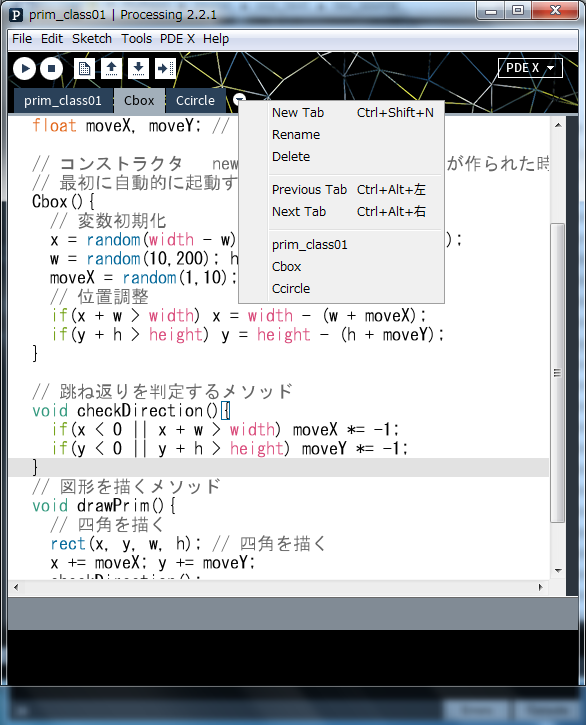 prim_class01 | Processing 2.2.1
File Edit Sketch Tools PDE X Help
PDE X
prim_class01 Cbox Ccircle
New Tab Ctrl+Shift+N
Rename
Delete
Previous Tab Ctrl+Alt+左
Next Tab Ctrl+Alt+右
prim_class01
Cbox
Ccircle
float moveX, moveY; //
// コンストラクタ new が作られた時
// 最初に自動的に起動す
Cbox(){
// 変数初期化
x = random(width - w) );
w = random(10,200); h
moveX = random(1,10);
// 位置調整
if(x + w > width) x = width - (w + moveX);
if(y + h > height) y = height - (h + moveY);
}
// 跳ね返りを判定するメソッド
void checkDirection(){
if(x < 0 || x + w > width) moveX *= -1;
if(y < 0 || y + h > height) moveY *= -1;
}
// 図形を描くメソッド
void drawPrim(){
// 四角を描く
rect(x, y, w, h); // 四角を描く
x += moveX; y += moveY;
checkDirection();